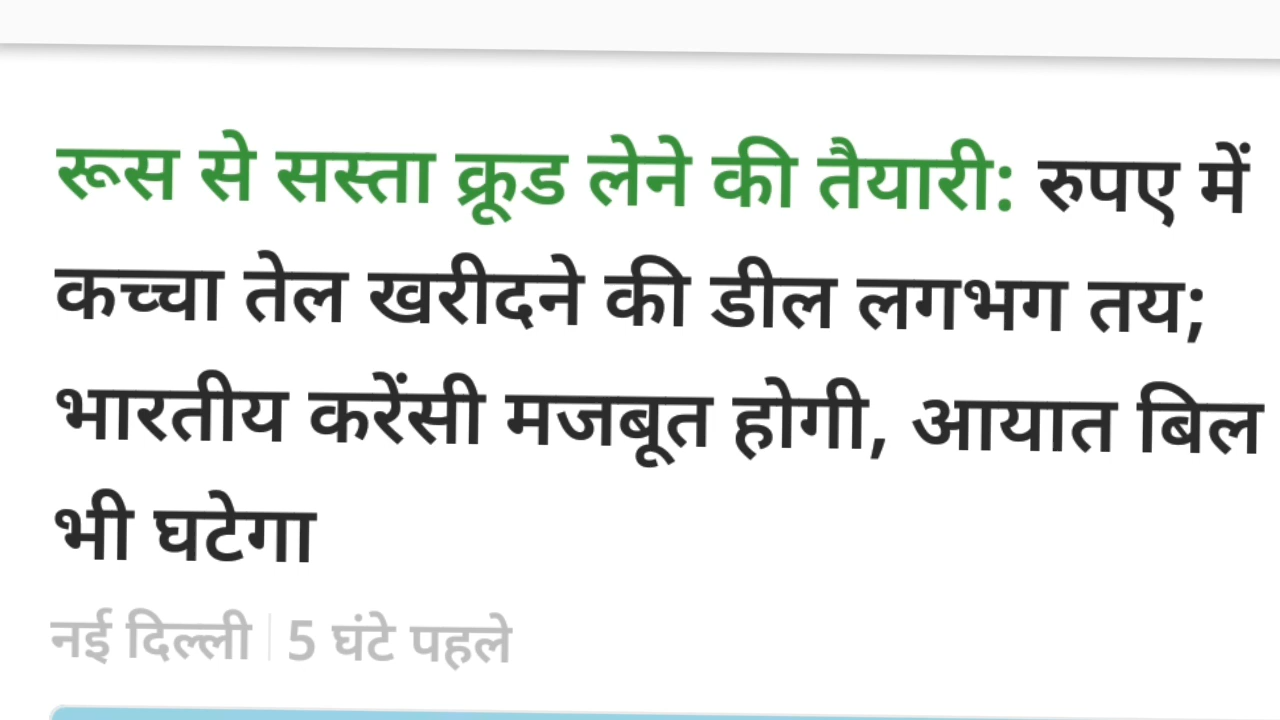 रूस से सस्ता क्रूड लेने की तैयारी: रुपए में
कच्चा तेल खरीदने की डील लगभग तय;
भारतीय करेंसी मजबूत होगी, आयात बिल
भी घटेगा
नई दिल्ली | 5 घंटे पहले